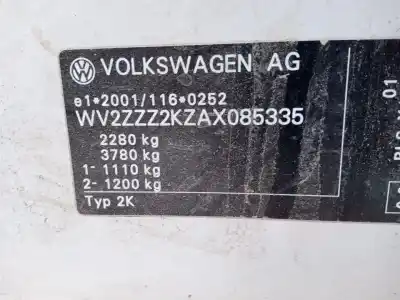 VOLKSWAGEN AG
e1*2001/116*0252
WV2ZZZ2KZAX085335
2280 kg
3780 kg
1- 1110 kg
2- 1200 kg
Typ 2K
01